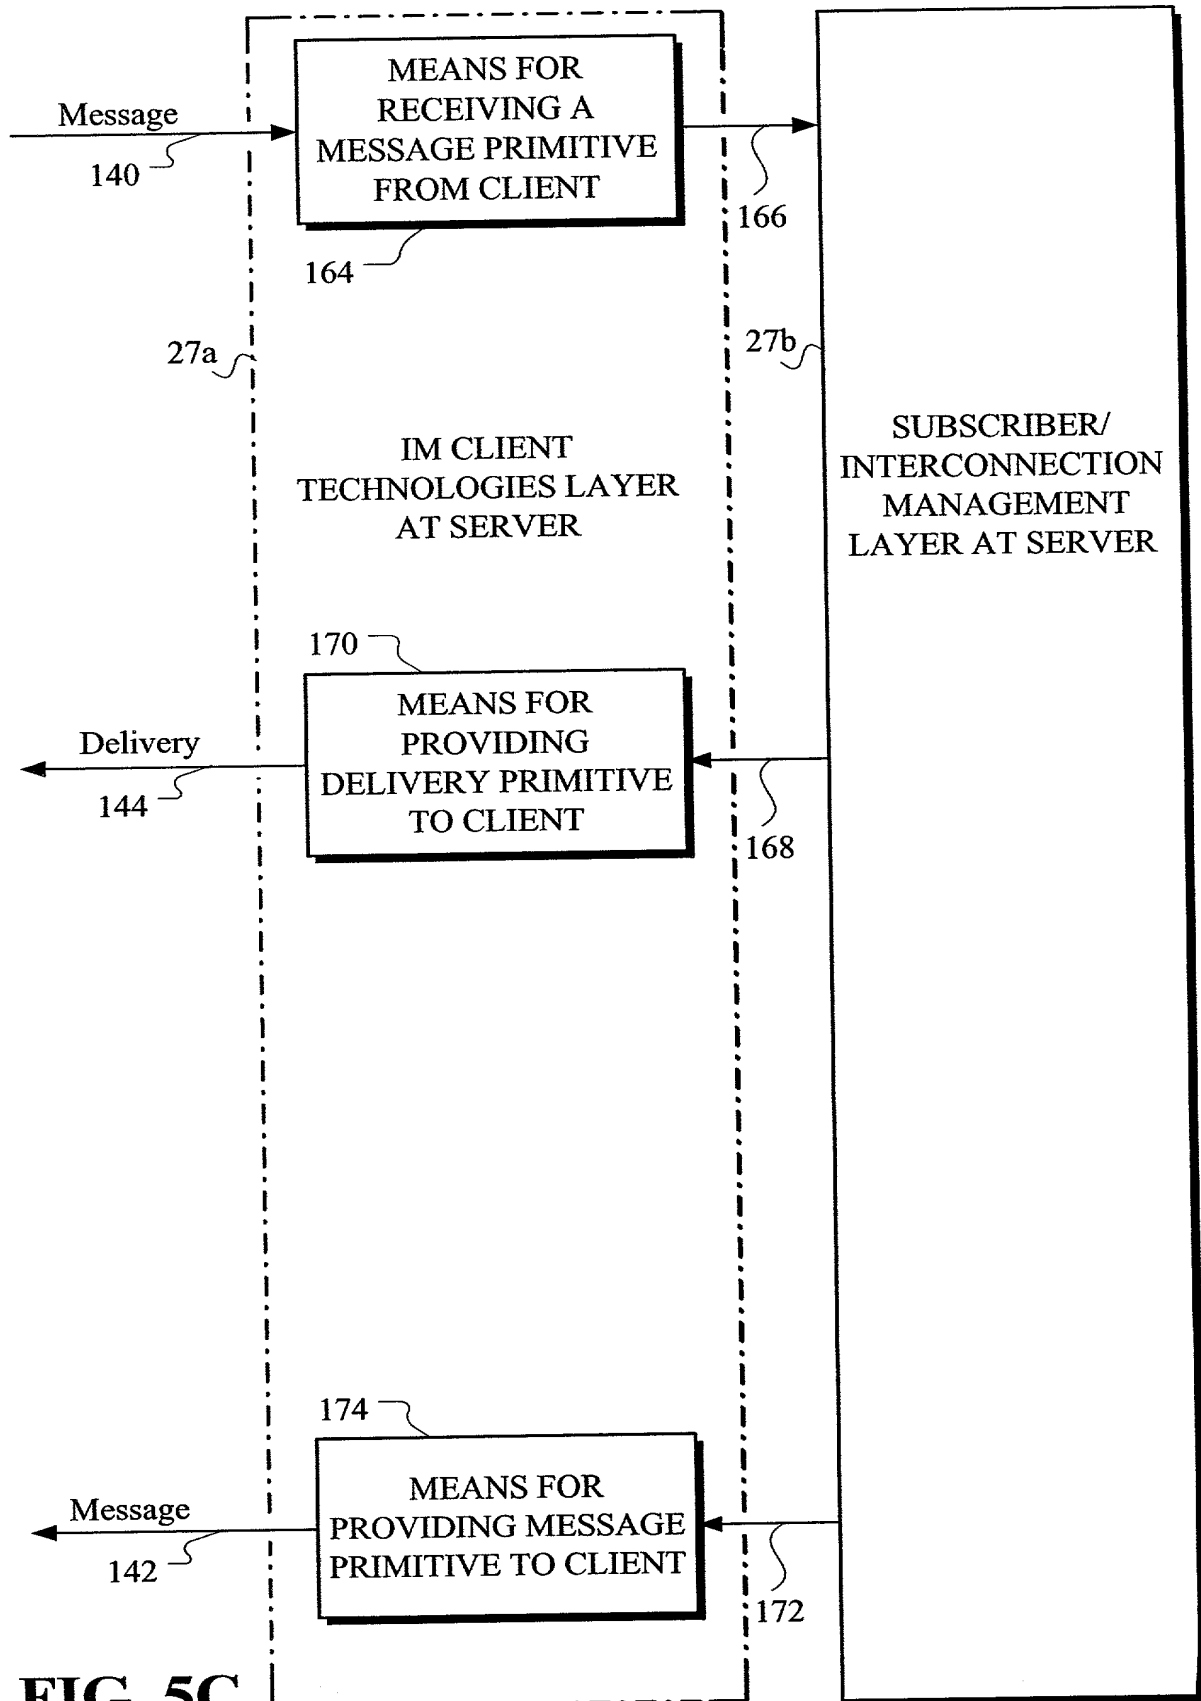 MEANS FOR
RECEIVING A
MESSAGE PRIMITIVE
FROM CLIENT
Message
140
166
164
27a
27b
IM CLIENT
TECHNOLOGIES LAYER
AT SERVER
SUBSCRIBER/
INTERCONNECTION
MANAGEMENT
LAYER AT SERVER
170
MEANS FOR
PROVIDING
DELIVERY PRIMITIVE
TO CLIENT
Delivery
144
168
174
MEANS FOR
PROVIDING MESSAGE
PRIMITIVE TO CLIENT
Message
142
172
FIG. 5C